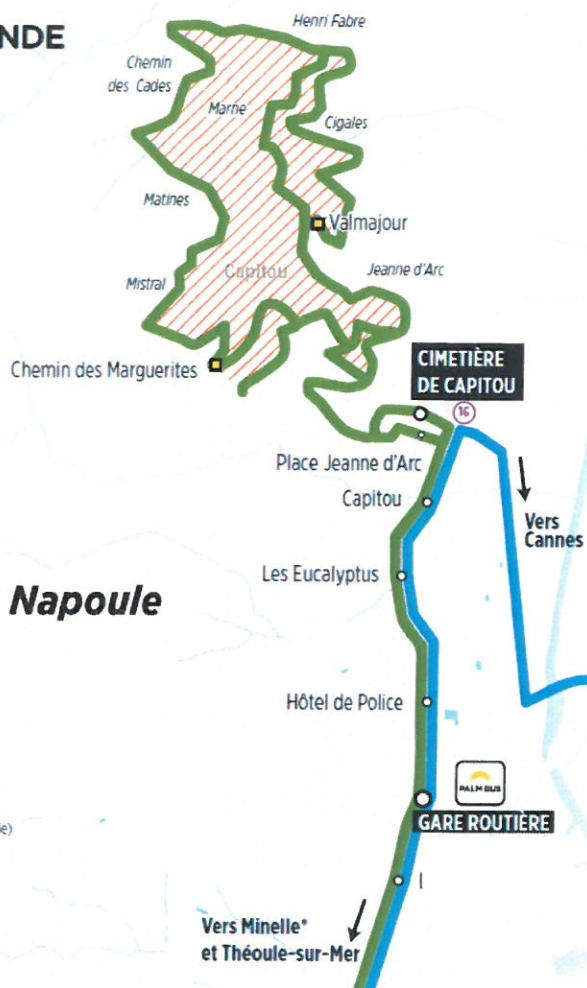 NDE
Henri Fabre
Chemin
des Cades
Marne
Cigales
Matines
Valmajour
Capitou
Jeanne d'Arc
Mistral
Chemin des Marguerites
CIMETIÈRE
DE CAPITOU
16
Place Jeanne d'Arc
Capitou
Vers
Cannes
Les Eucalyptus
Napoule
Hôtel de Police
PALM BUS
GARE ROUTIÈRE
e)
Vers Minelle*
et Théoule-sur-Mer